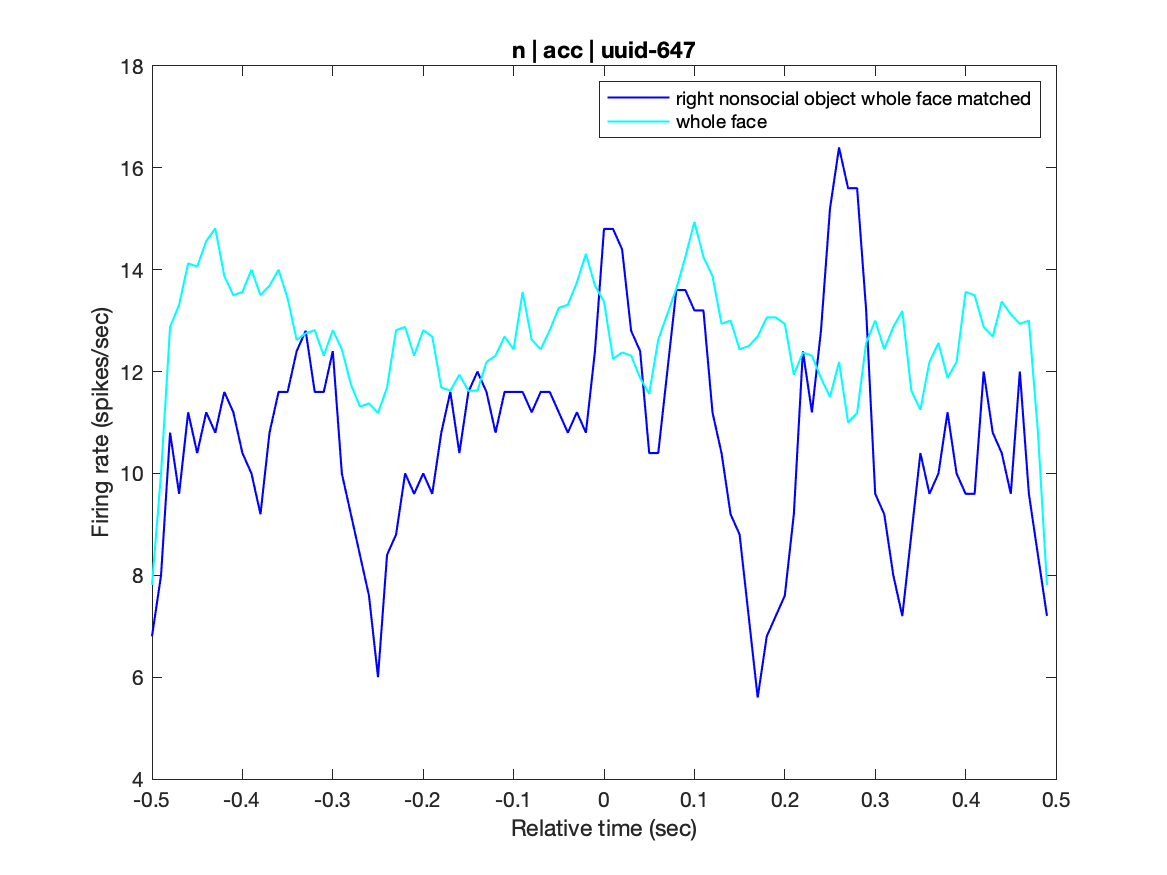 n | acc | uuid-647
right nonsocial object whole face matched
whole face
18
16
14
12
10
8
6
4
Firing rate (spikes/sec)
-0.5 -0.4 -0.3 -0.2 -0.1 0 0.1 0.2 0.3 0.4 0.5
Relative time (sec)